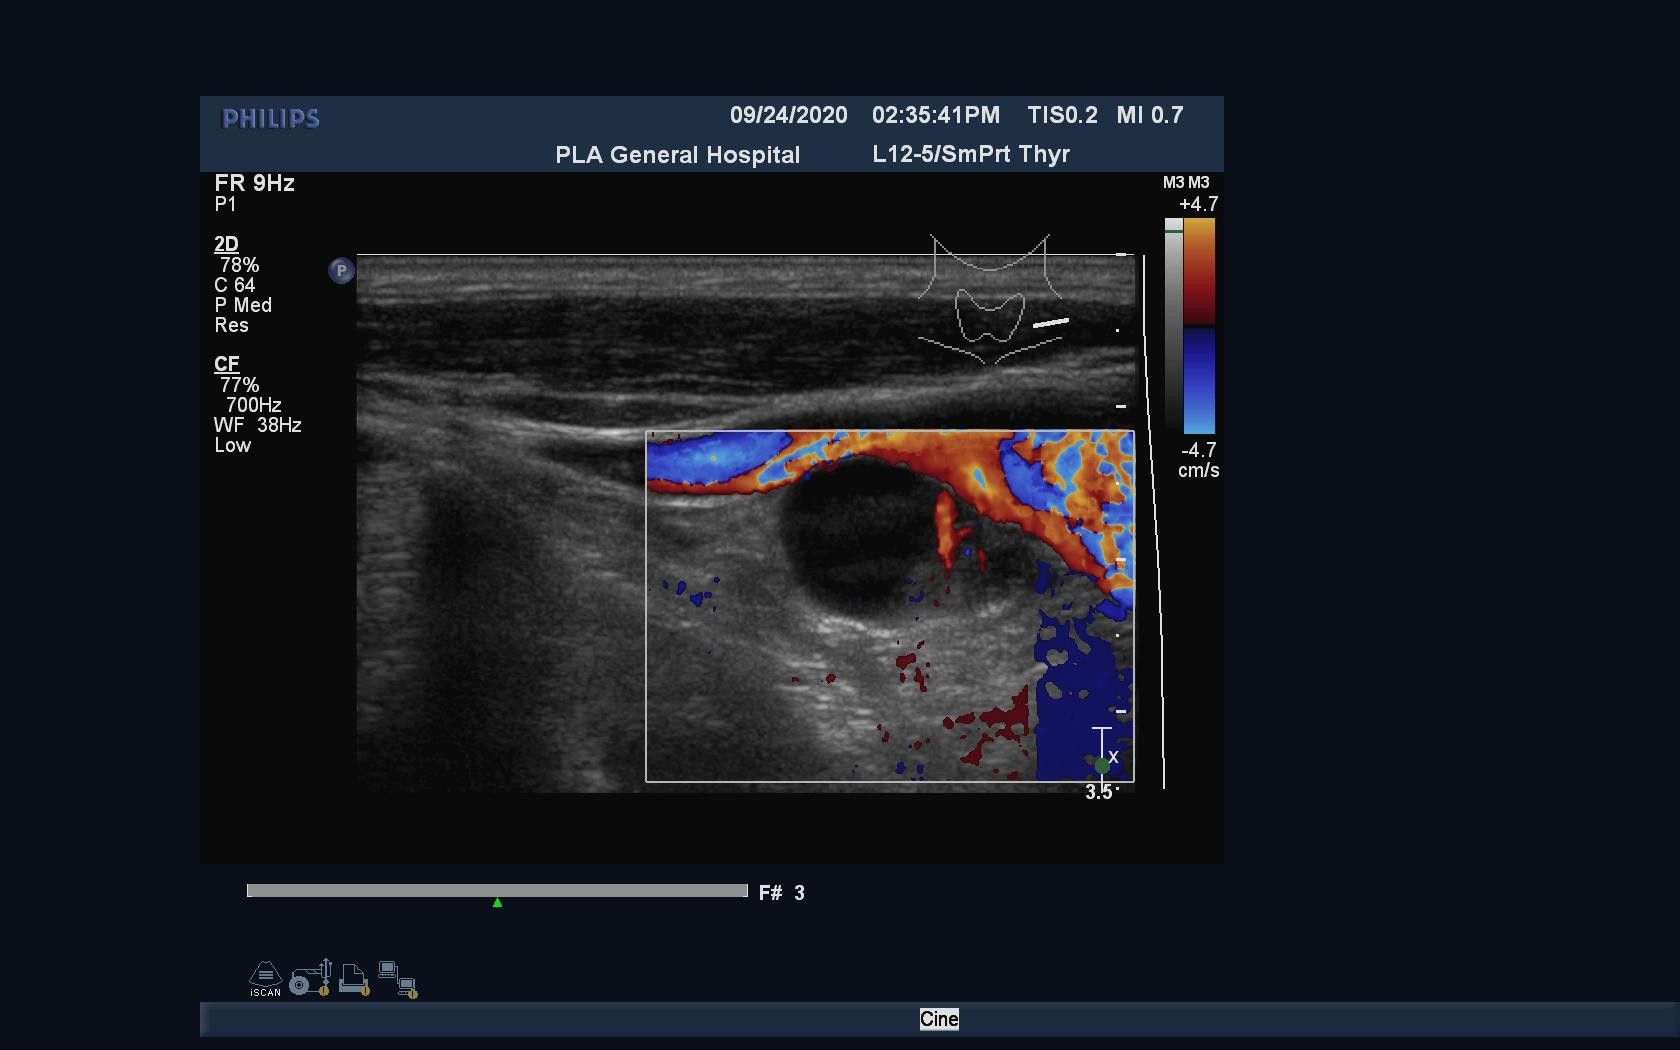 PHILIPS
09/24/2020 02:35:41PM TIS0.2 MI 0.7
PLA General Hospital L12-5/SmPrt Thyr
FR 9Hz
P1
2D
78%
C 64
P Med
Res
CF
77%
700Hz
WF 38Hz
Low
P
M3 M3
+4.7
-4.7
cm/s
X
3.5
F# 3
iSCAN
Cine